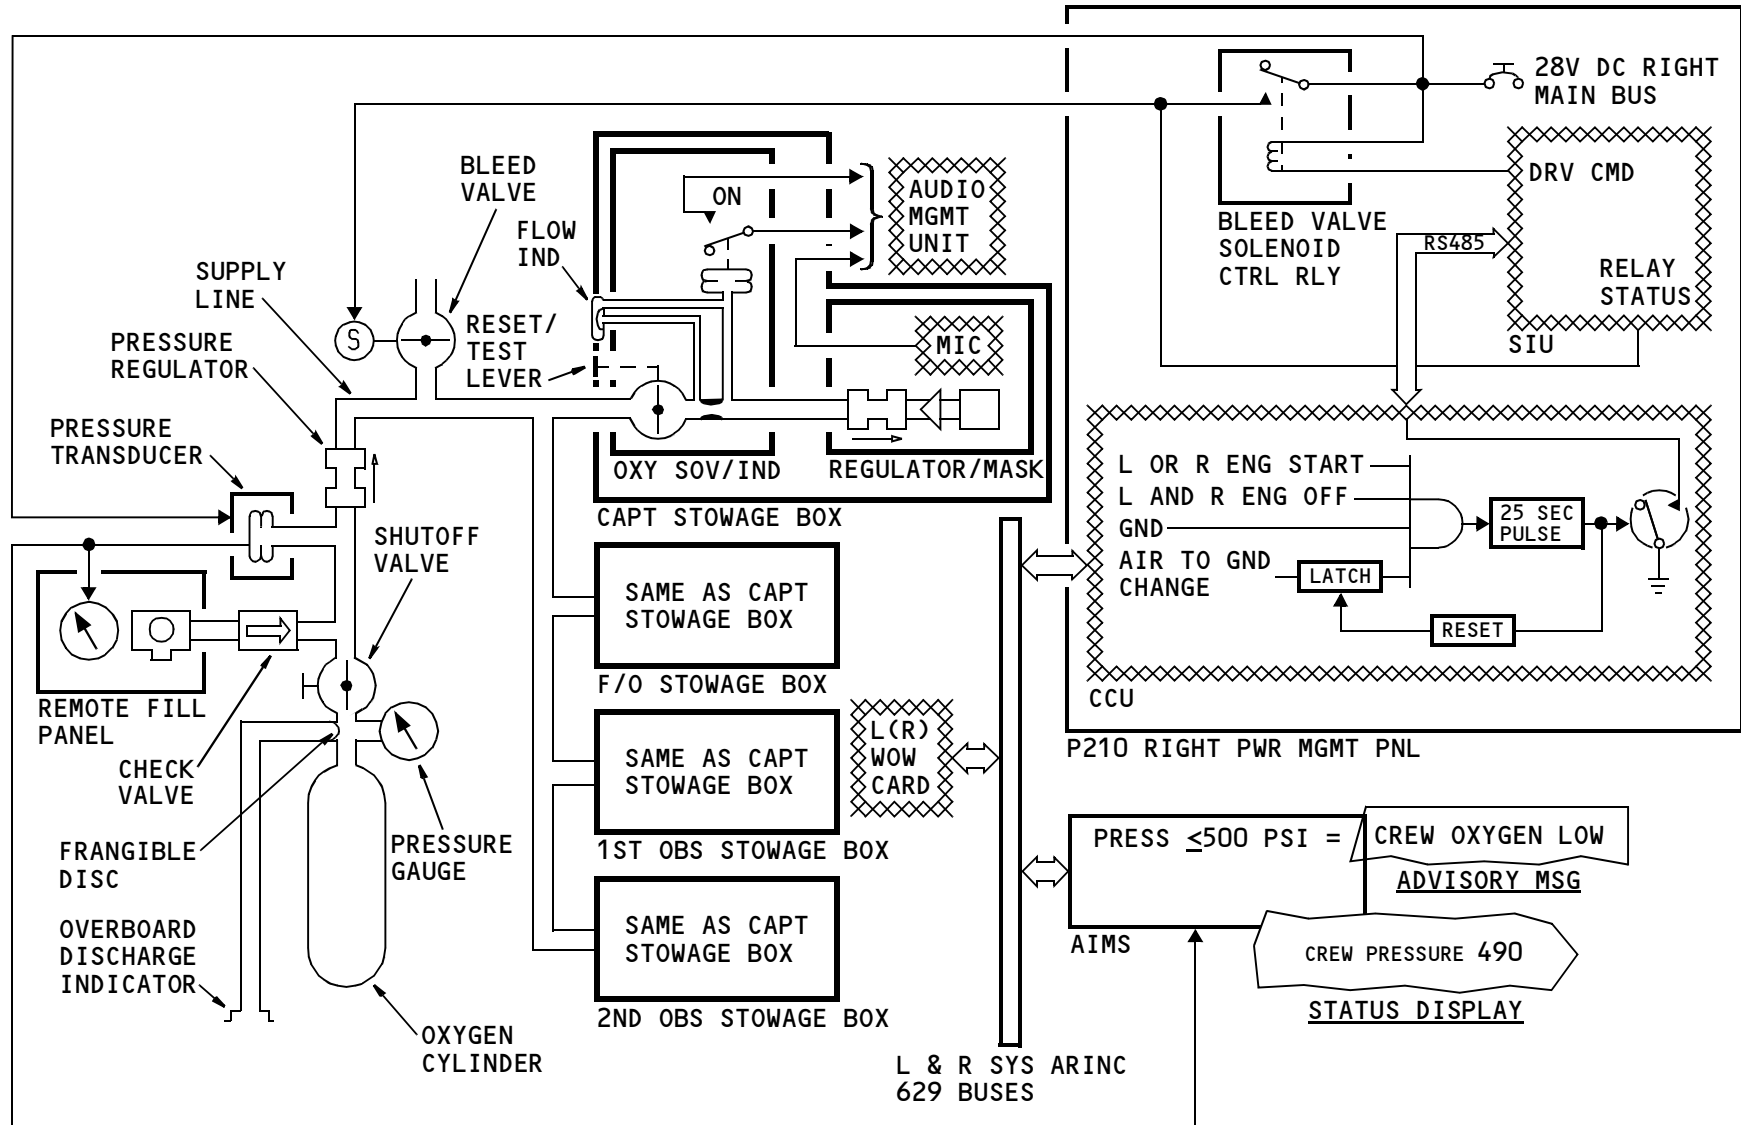 28V DC RIGHT
MAIN BUS
DRV CMD
BLEED VALVE
SOLENOID
CTRL RLY
RS485
RELAY
STATUS
SIU
BLEED
VALVE
FLOW
IND
ON
AUDIO
MGMT
UNIT
SUPPLY
LINE
S
RESET/
TEST
LEVER
MIC
PRESSURE
REGULATOR
PRESSURE
TRANSDUCER
OXY SOV/IND
REGULATOR/MASK
CAPT STOWAGE BOX
L OR R ENG START
L AND R ENG OFF
GND
AIR TO GND
CHANGE
LATCH
25 SEC
PULSE
RESET
CCU
P210 RIGHT PWR MGMT PNL
SHUTOFF
VALVE
SAME AS CAPT
STOWAGE BOX
F/O STOWAGE BOX
REMOTE FILL
PANEL
CHECK
VALVE
SAME AS CAPT
STOWAGE BOX
1ST OBS STOWAGE BOX
L(R)
WOW
CARD
FRANGIBLE
DISC
PRESSURE
GAUGE
PRESS ≤500 PSI =
CREW OXYGEN LOW
ADVISORY MSG
AIMS
CREW PRESSURE 490
STATUS DISPLAY
OVERBOARD
DISCHARGE
INDICATOR
SAME AS CAPT
STOWAGE BOX
2ND OBS STOWAGE BOX
OXYGEN
CYLINDER
L & R SYS ARINC
629 BUSES